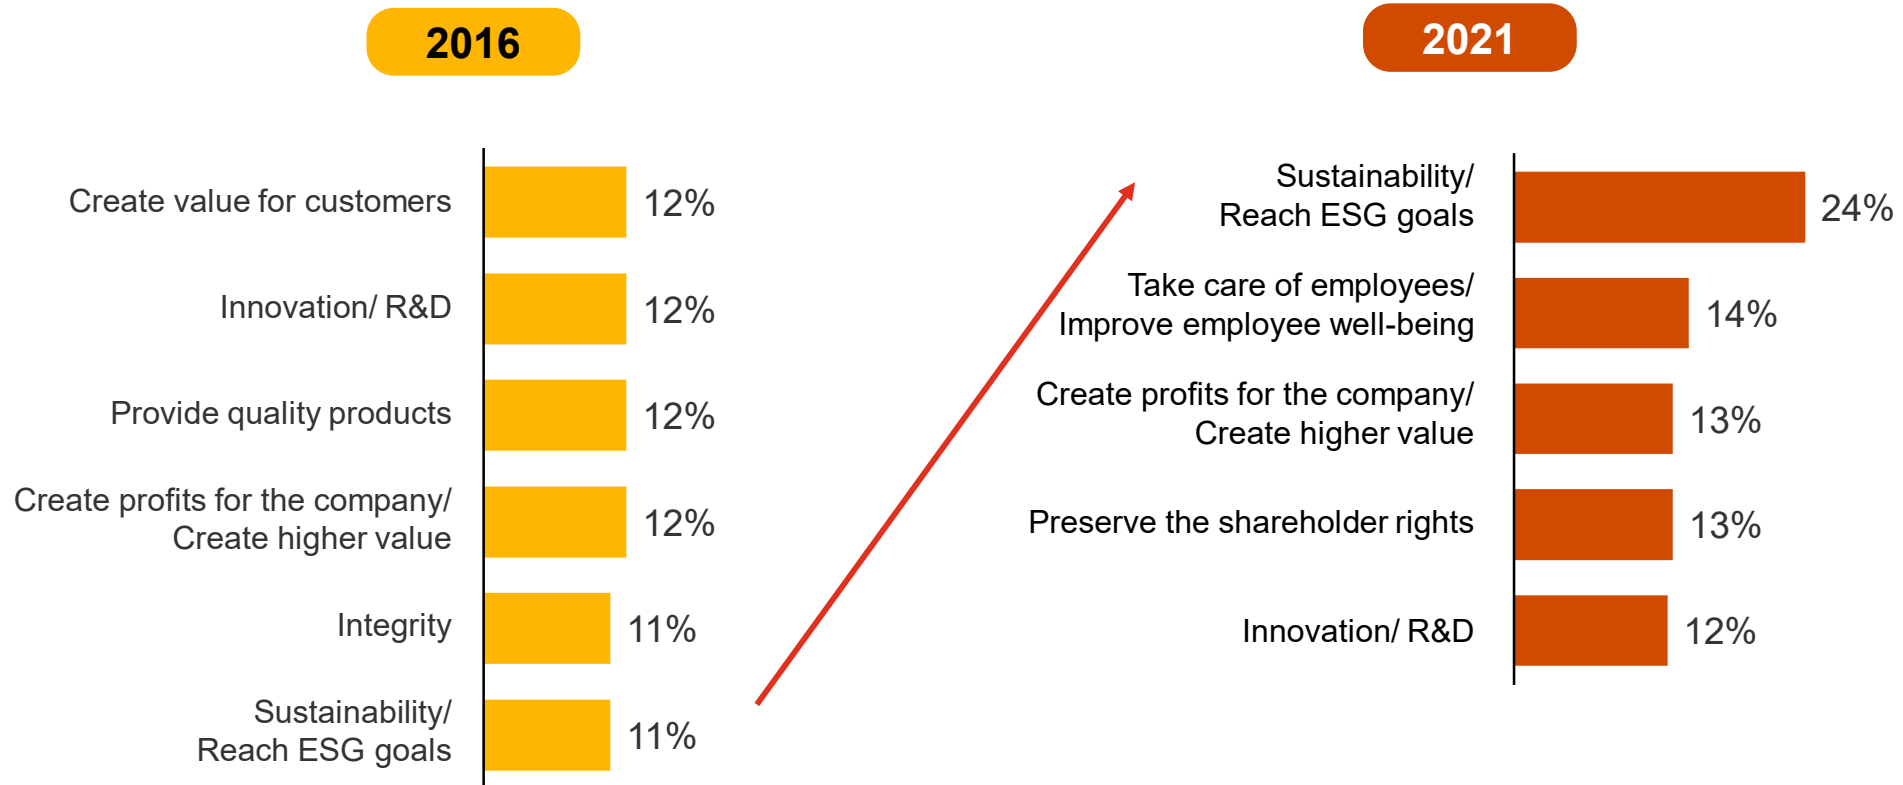 2016
Create value for customers
12%
Innovation/ R&D
12%
Provide quality products
12%
Create profits for the company/
Create higher value
12%
Integrity
11%
Sustainability/
Reach ESG goals
11%
2021
Sustainability/
Reach ESG goals
24%
Take care of employees/
Improve employee well-being
14%
Create profits for the company/
Create higher value
13%
Preserve the shareholder rights
13%
Innovation/ R&D
12%